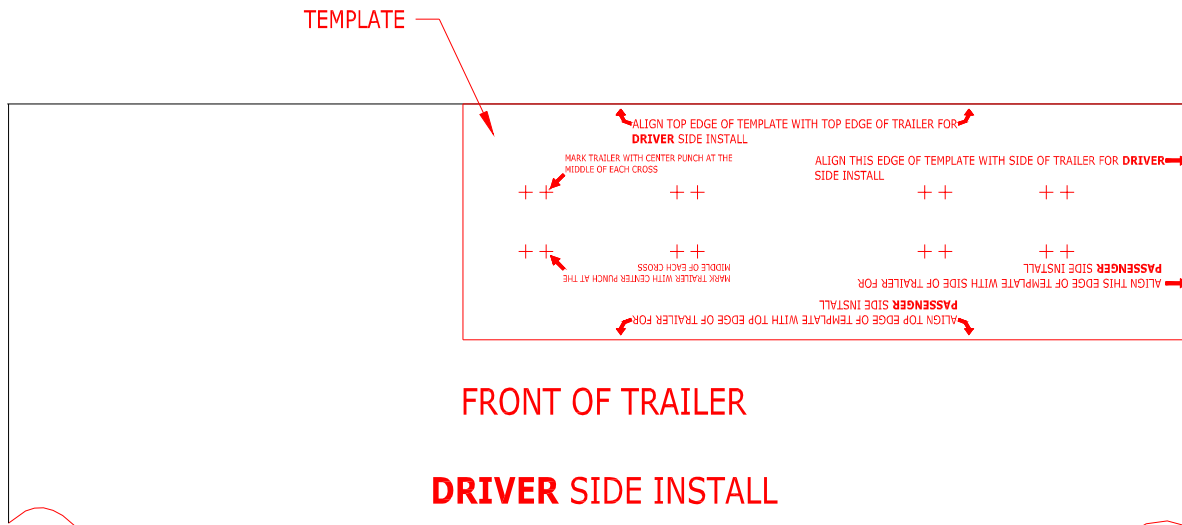 TEMPLATE
ALIGN TOP EDGE OF TEMPLATE WITH TOP EDGE OF TRAILER FOR
DRIVER SIDE INSTALL
MARK TRAILER WITH CENTER PUNCH AT THE
MIDDLE OF EACH CROSS
ALIGN THIS EDGE OF TEMPLATE WITH SIDE OF TRAILER FOR DRIVER
SIDE INSTALL
MARK TRAILER WITH CENTER PUNCH AT THE
MIDDLE OF EACH CROSS
ALIGN THIS EDGE OF TEMPLATE WITH SIDE OF TRAILER FOR
PASSENGER SIDE INSTALL
ALIGN TOP EDGE OF TEMPLATE WITH TOP EDGE OF TRAILER FOR
PASSENGER SIDE INSTALL
FRONT OF TRAILER
DRIVER SIDE INSTALL